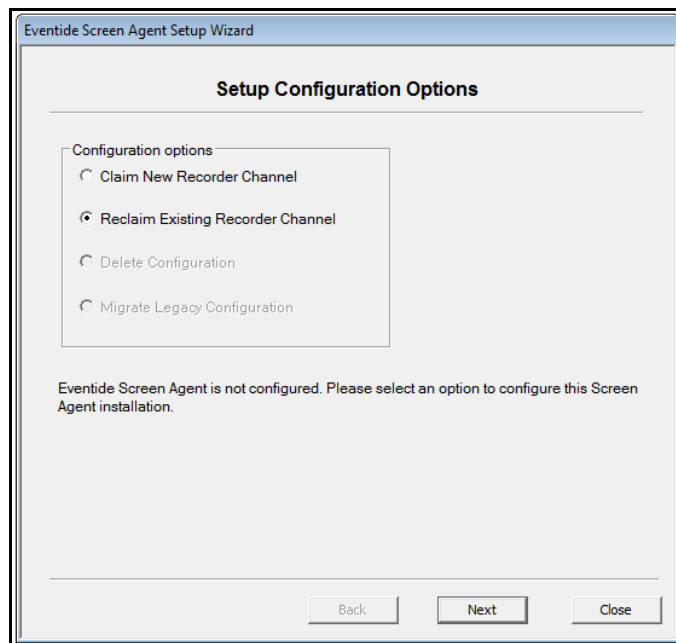 Eventide Screen Agent Setup Wizard
Setup Configuration Options
Configuration options
Claim New Recorder Channel
Reclaim Existing Recorder Channel
Delete Configuration
Migrate Legacy Configuration
Eventide Screen Agent is not configured. Please select an option to configure this Screen
Agent installation.
Back Next Close